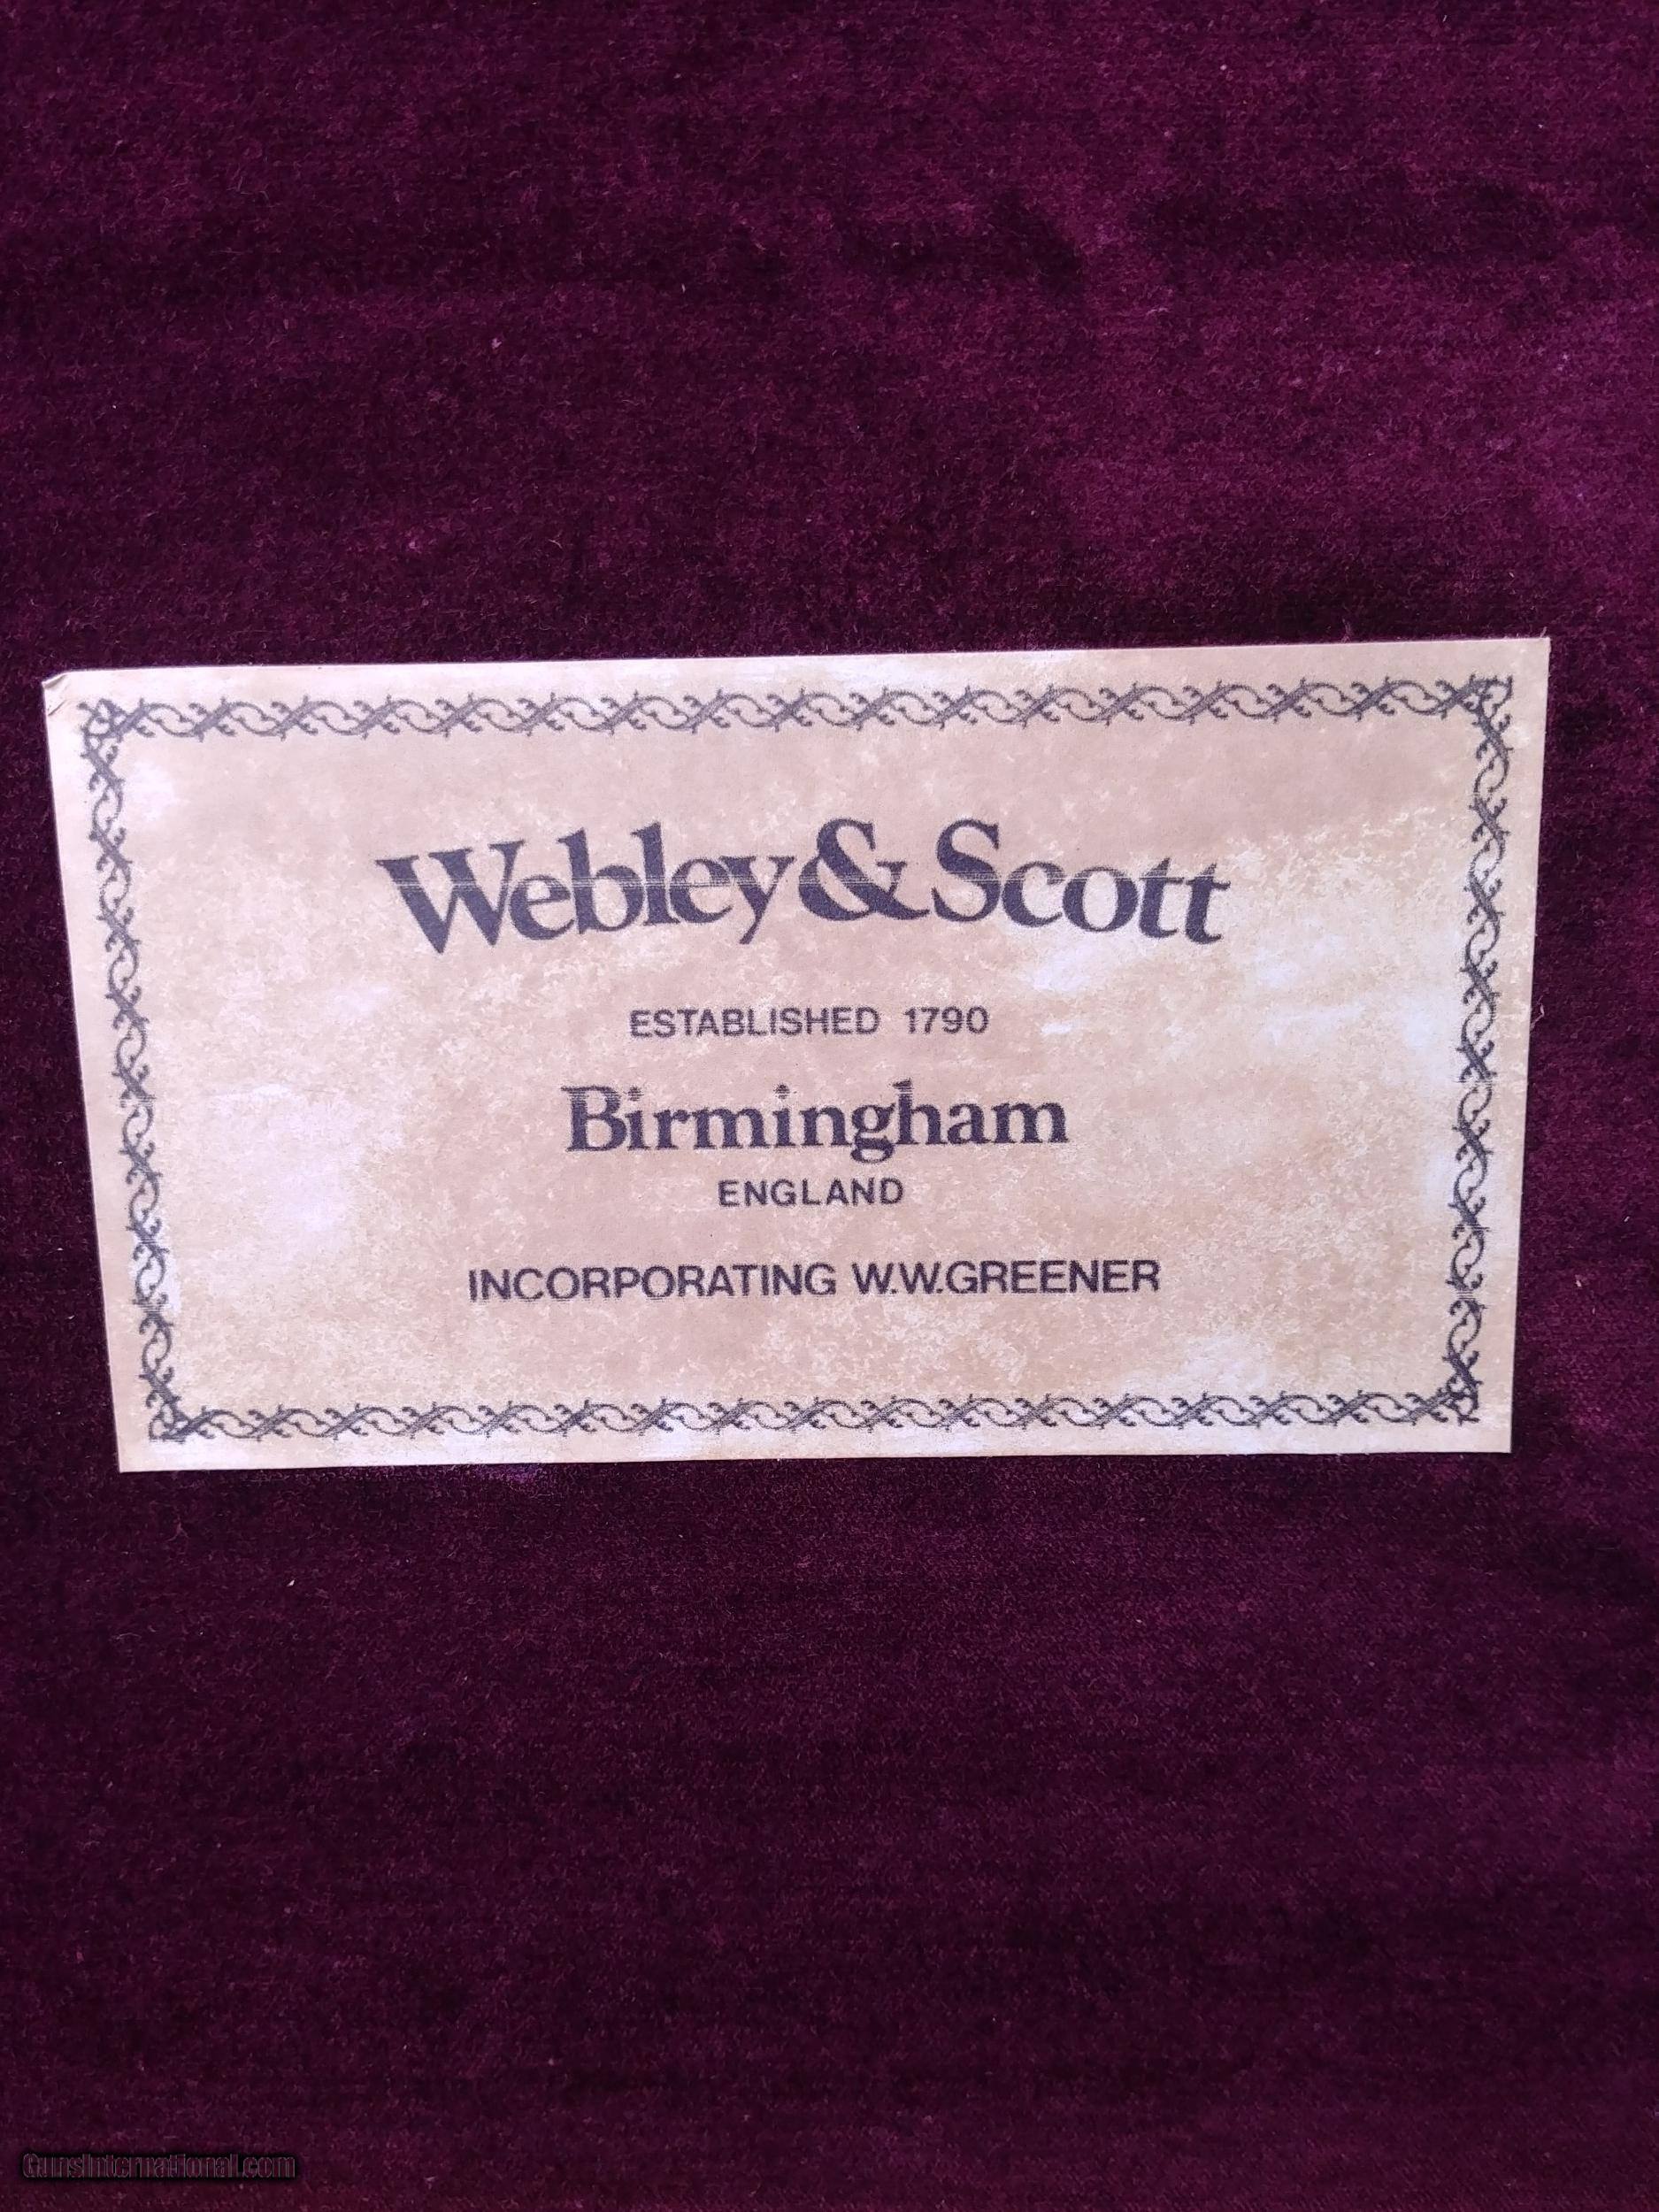 Webley & Scott
ESTABLISHED 1790
Birmingham
ENGLAND
INCORPORATING W.W.GREENER
GunsInternational.com